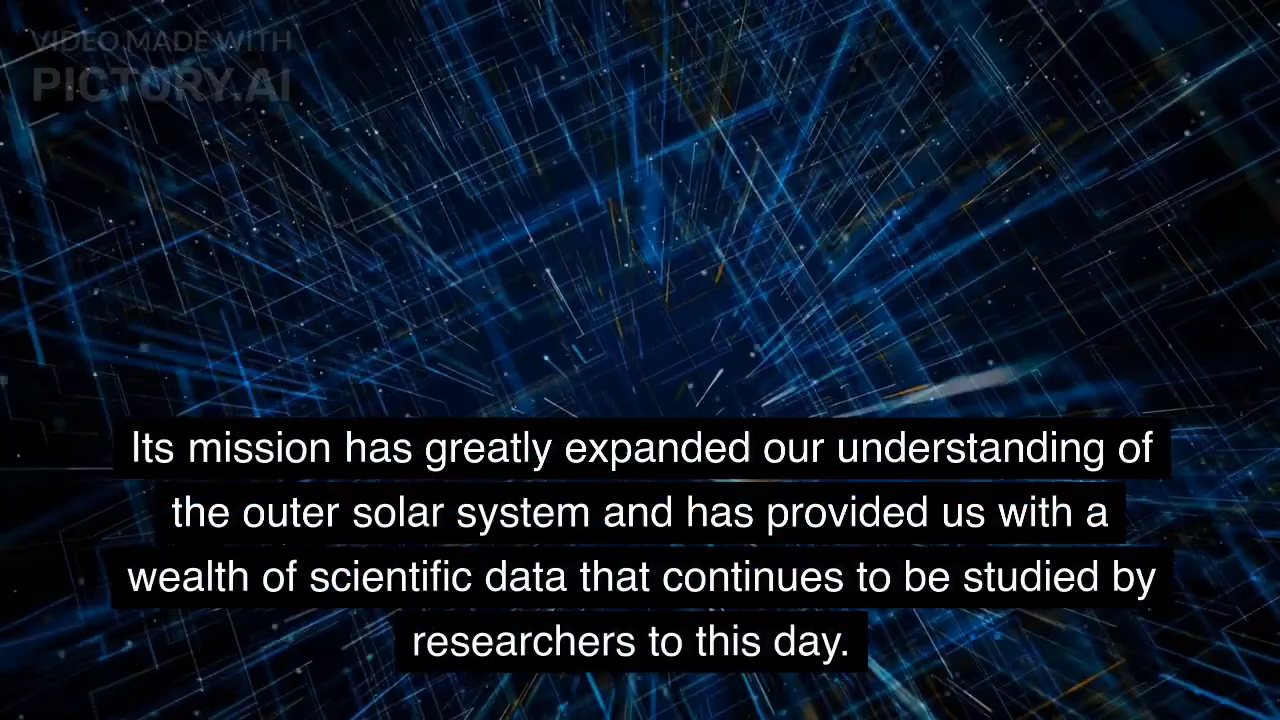 VIDEO MADE WITH
PICTORY.AI
Its mission has greatly expanded our understanding of
the outer solar system and has provided us with a
wealth of scientific data that continues to be studied by
researchers to this day.